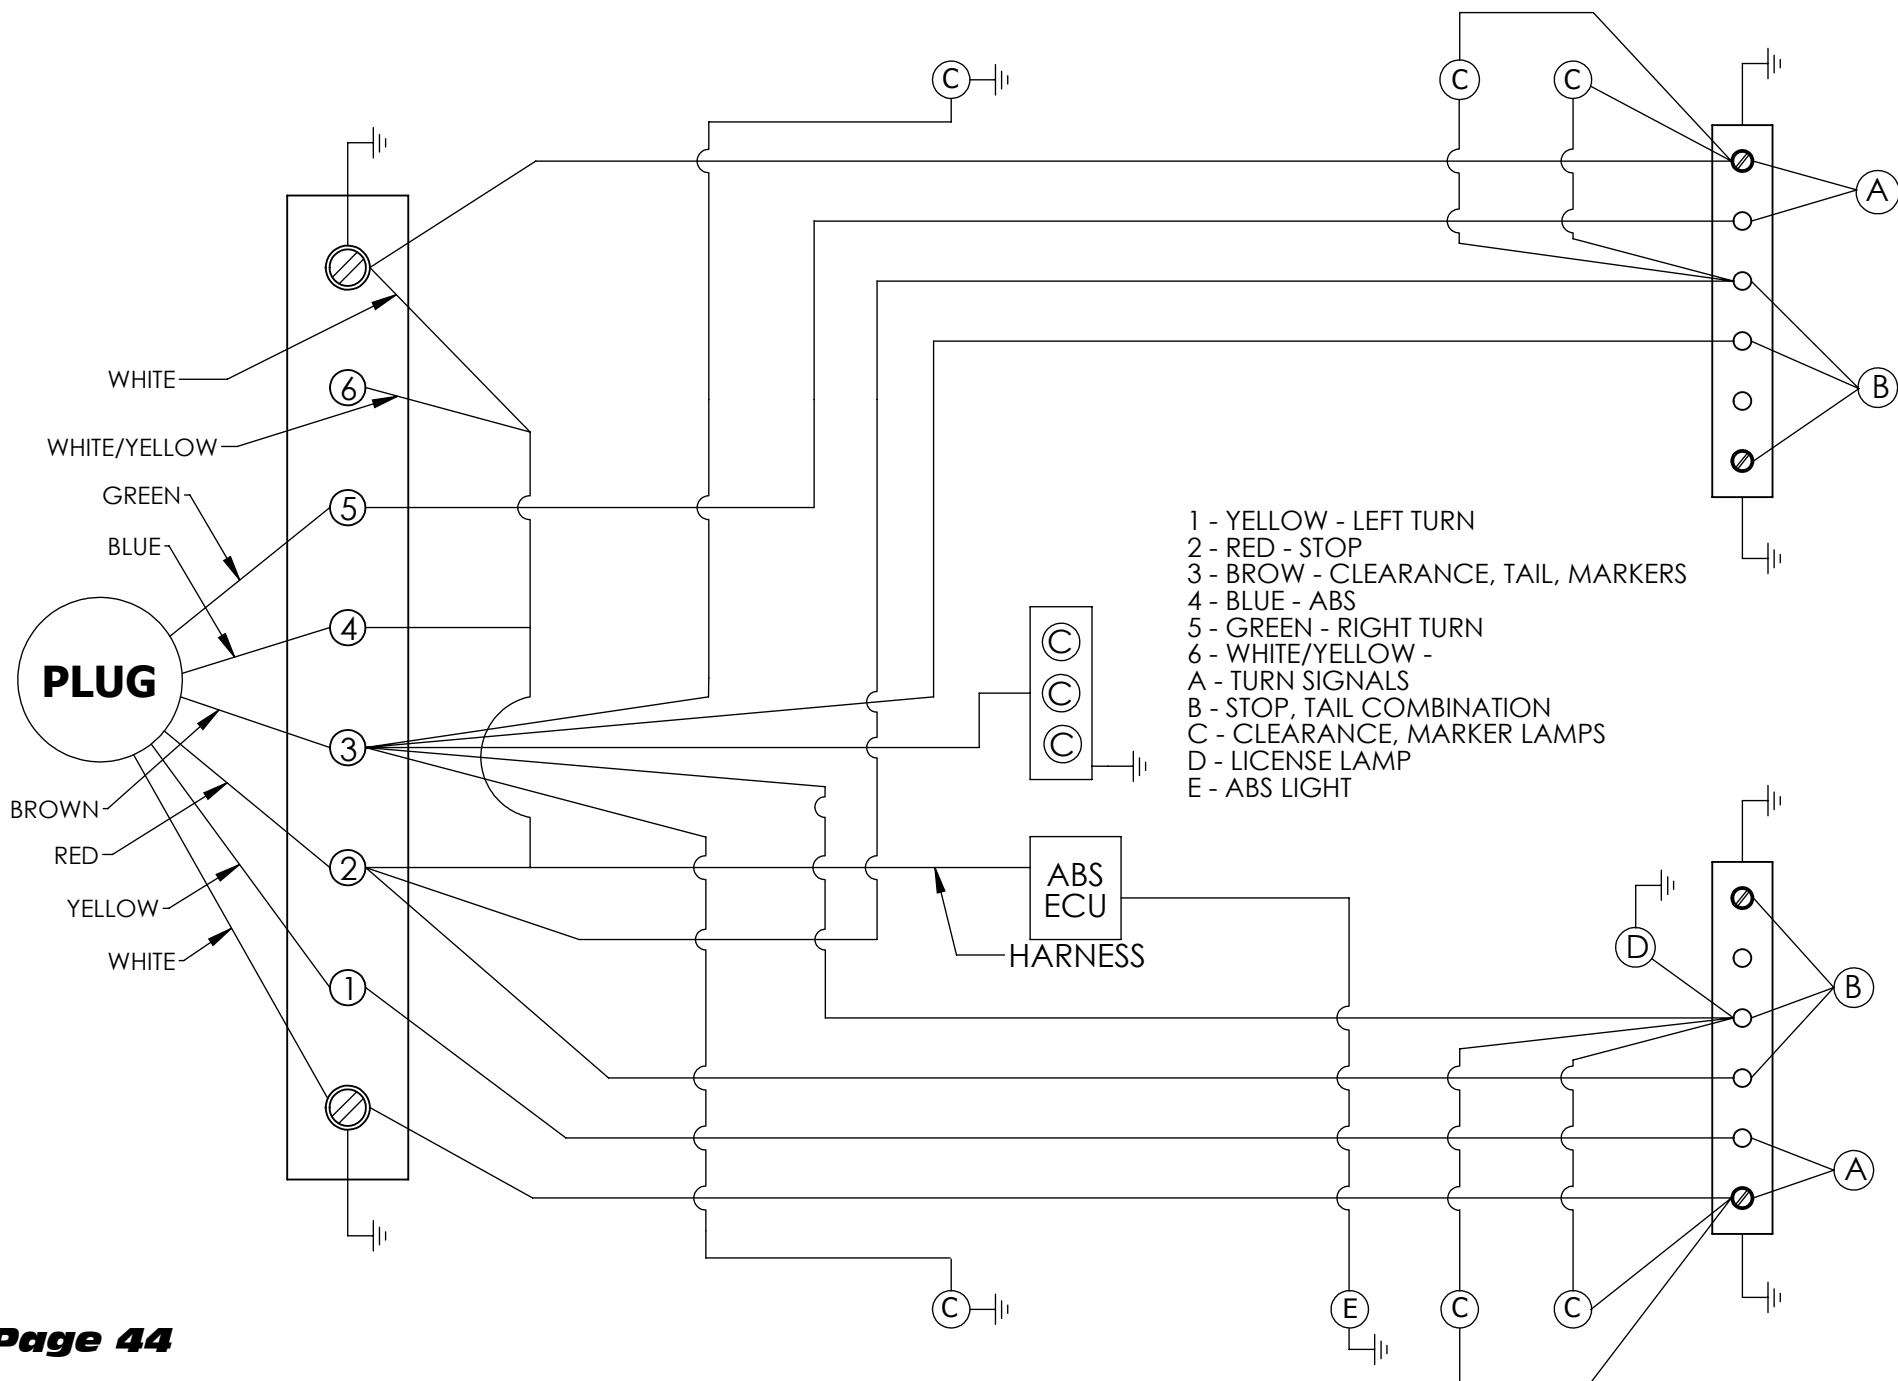 C
C
C
A
WHITE
6
B
WHITE/YELLOW
GREEN
5
BLUE
4
PLUG
3
BROWN
RED
2
YELLOW
WHITE
1
1 - YELLOW - LEFT TURN
2 - RED - STOP
3 - BROW - CLEARANCE, TAIL, MARKERS
4 - BLUE - ABS
5 - GREEN - RIGHT TURN
6 - WHITE/YELLOW -
A - TURN SIGNALS
B - STOP, TAIL COMBINATION
C - CLEARANCE, MARKER LAMPS
D - LICENSE LAMP
E - ABS LIGHT
C
C
C
ABS
ECU
HARNESS
D
B
A
C
E
C
C
Page 44